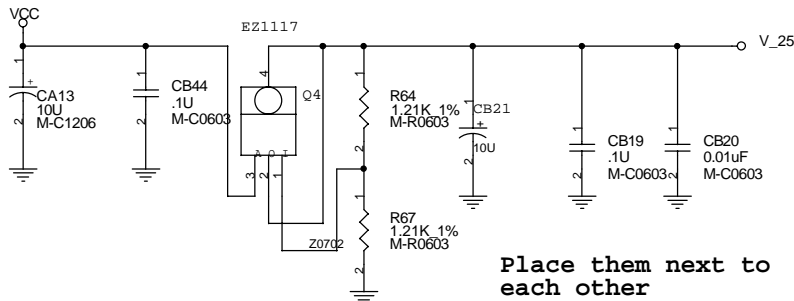 VCC
EZ1117
V_25
1
+
CA13
10U
M-C1206
2
1
CB44
.1U
M-C0603
2
4
Q4
A O I
3
2
1
Z0702
1
R64
1.21K_1%
M-R0603
2
1
R67
1.21K_1%
M-R0603
2
1
CB21
+
10U
2
1
CB19
.1U
M-C0603
2
1
CB20
0.01uF
M-C0603
2
Place them next to
each other